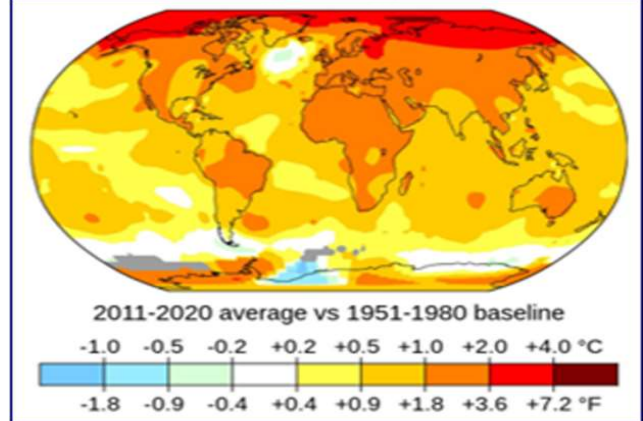 2011-2020 average vs 1951-1980 baseline
-1.0 -0.5 -0.2 +0.2 +0.5 +1.0 +2.0 +4.0 °C
-1.8 -0.9 -0.4 +0.4 +0.9 +1.8 +3.6 +7.2 °F